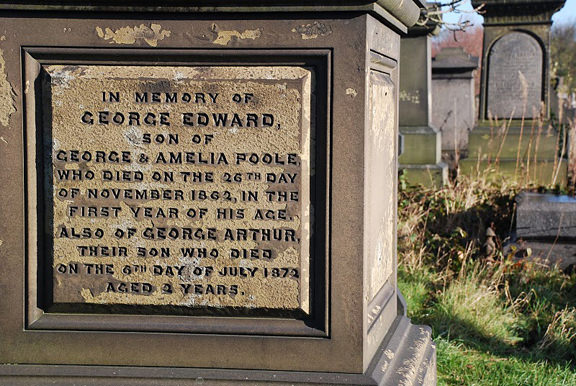 IN MEMORY OF
GEORGE EDWARD,
SON OF
GEORGE & AMELIA POOLE
WHO DIED ON THE 26TH DAY
OF NOVEMBER 1862, IN THE
FIRST YEAR OF HIS AGE.
ALSO OF GEORGE ARTHUR,
THEIR SON WHO DIED
ON THE 6TH DAY OF JULY 1872
AGED 2 YEARS.